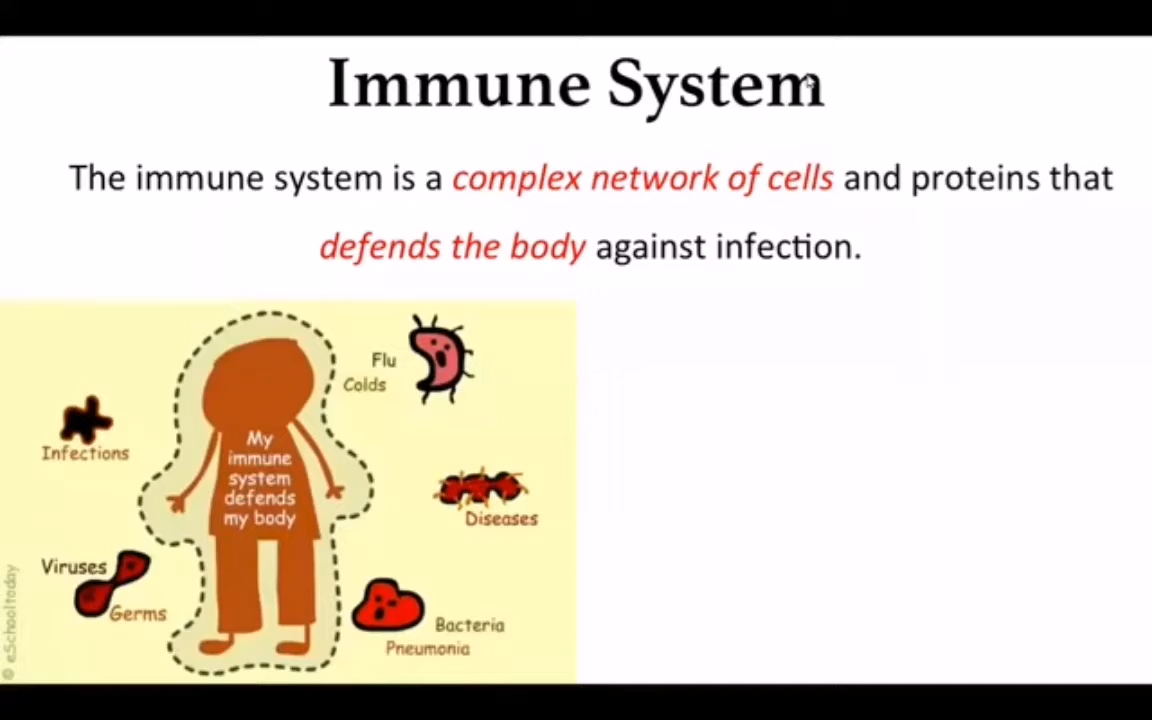 Immune System
The immune system is a complex network of cells and proteins that
defends the body against infection.
Flu
Colds
Infections
My
immune
system
defends
my body
Diseases
Viruses
Germs
Bacteria
Pneumonia
© eSchooltoday